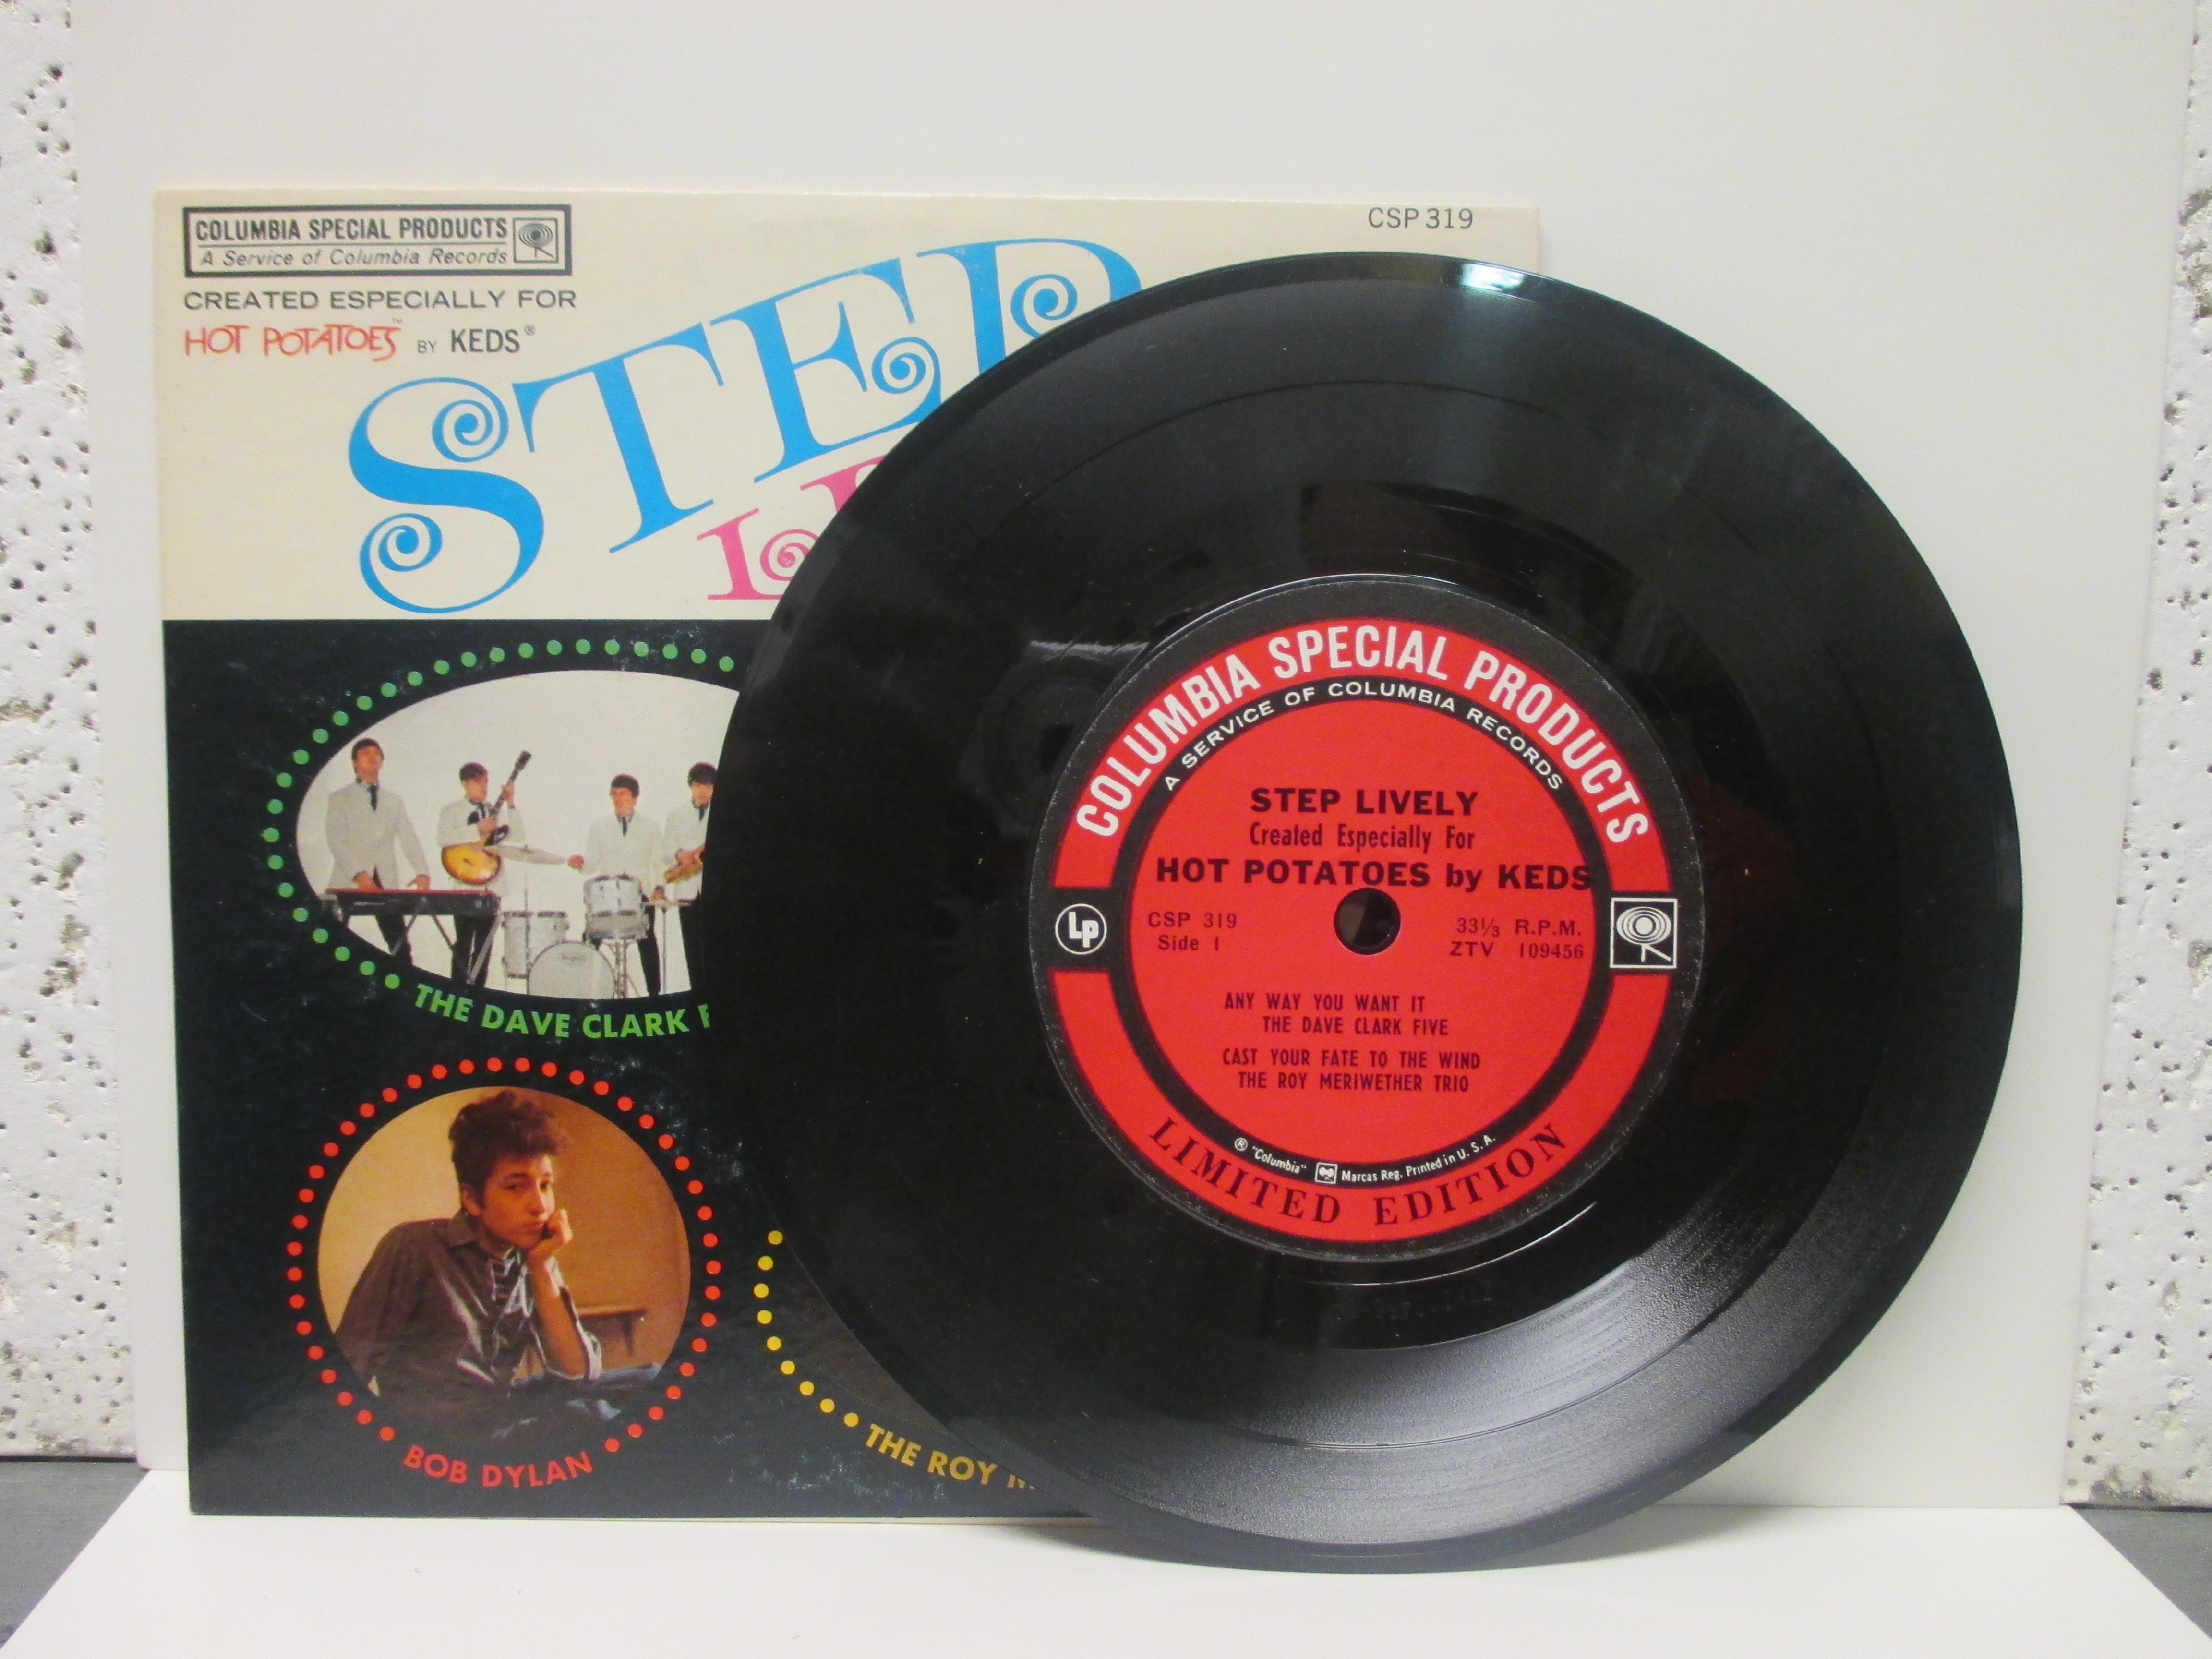 COLUMBIA SPECIAL PRODUCTS
A Service of Columbia Records
CSP 319
CREATED ESPECIALLY FOR
HOT POTATOES™ BY KEDS®
STEP
THE DAVE CLARK
BOB DYLAN
THE ROY
COLUMBIA SPECIAL PRODUCTS
A SERVICE OF COLUMBIA RECORDS
STEP LIVELY
Created Especially For
HOT POTATOES by KEDS
LP
CSP 319
Side 1
33⅓ R.P.M.
ZTV 109456
ANY WAY YOU WANT IT
THE DAVE CLARK FIVE
CAST YOUR FATE TO THE WIND
THE ROY MERIWETHER TRIO
® "Columbia" Marcas Reg. Printed in U. S. A.
LIMITED EDITION